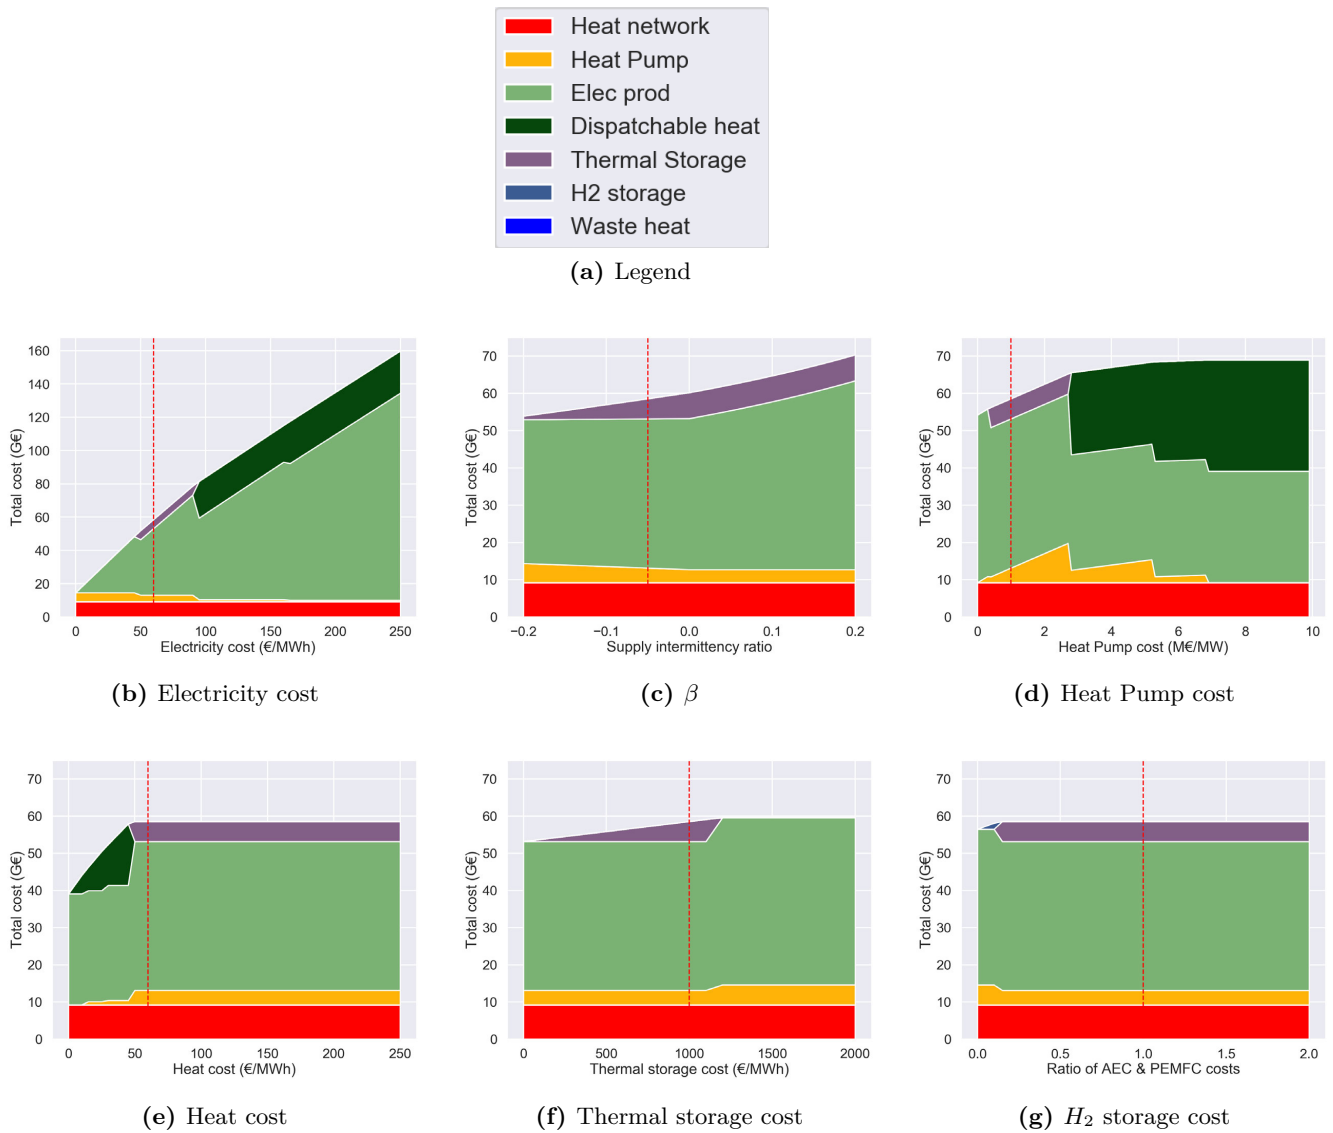 Heat network
Heat Pump
Elec prod
Dispatchable heat
Thermal Storage
H2 storage
Waste heat
(a) Legend
Total cost (G€)
160
140
120
100
80
60
40
20
0
0 50 100 150 200 250
Electricity cost (€/MWh)
(b) Electricity cost
Total cost (G€)
70
60
50
40
30
20
10
0
−0.2 −0.1 0.0 0.1 0.2
Supply intermittency ratio
(c) β
Total cost (G€)
70
60
50
40
30
20
10
0
0 2 4 6 8 10
Heat Pump cost (M€/MW)
(d) Heat Pump cost
Total cost (G€)
70
60
50
40
30
20
10
0
0 50 100 150 200 250
Heat cost (€/MWh)
(e) Heat cost
Total cost (G€)
70
60
50
40
30
20
10
0
0 500 1000 1500 2000
Thermal storage cost (€/MWh)
(f) Thermal storage cost
Total cost (G€)
70
60
50
40
30
20
10
0
0.0 0.5 1.0 1.5 2.0
Ratio of AEC & PEMFC costs
(g) H₂ storage cost